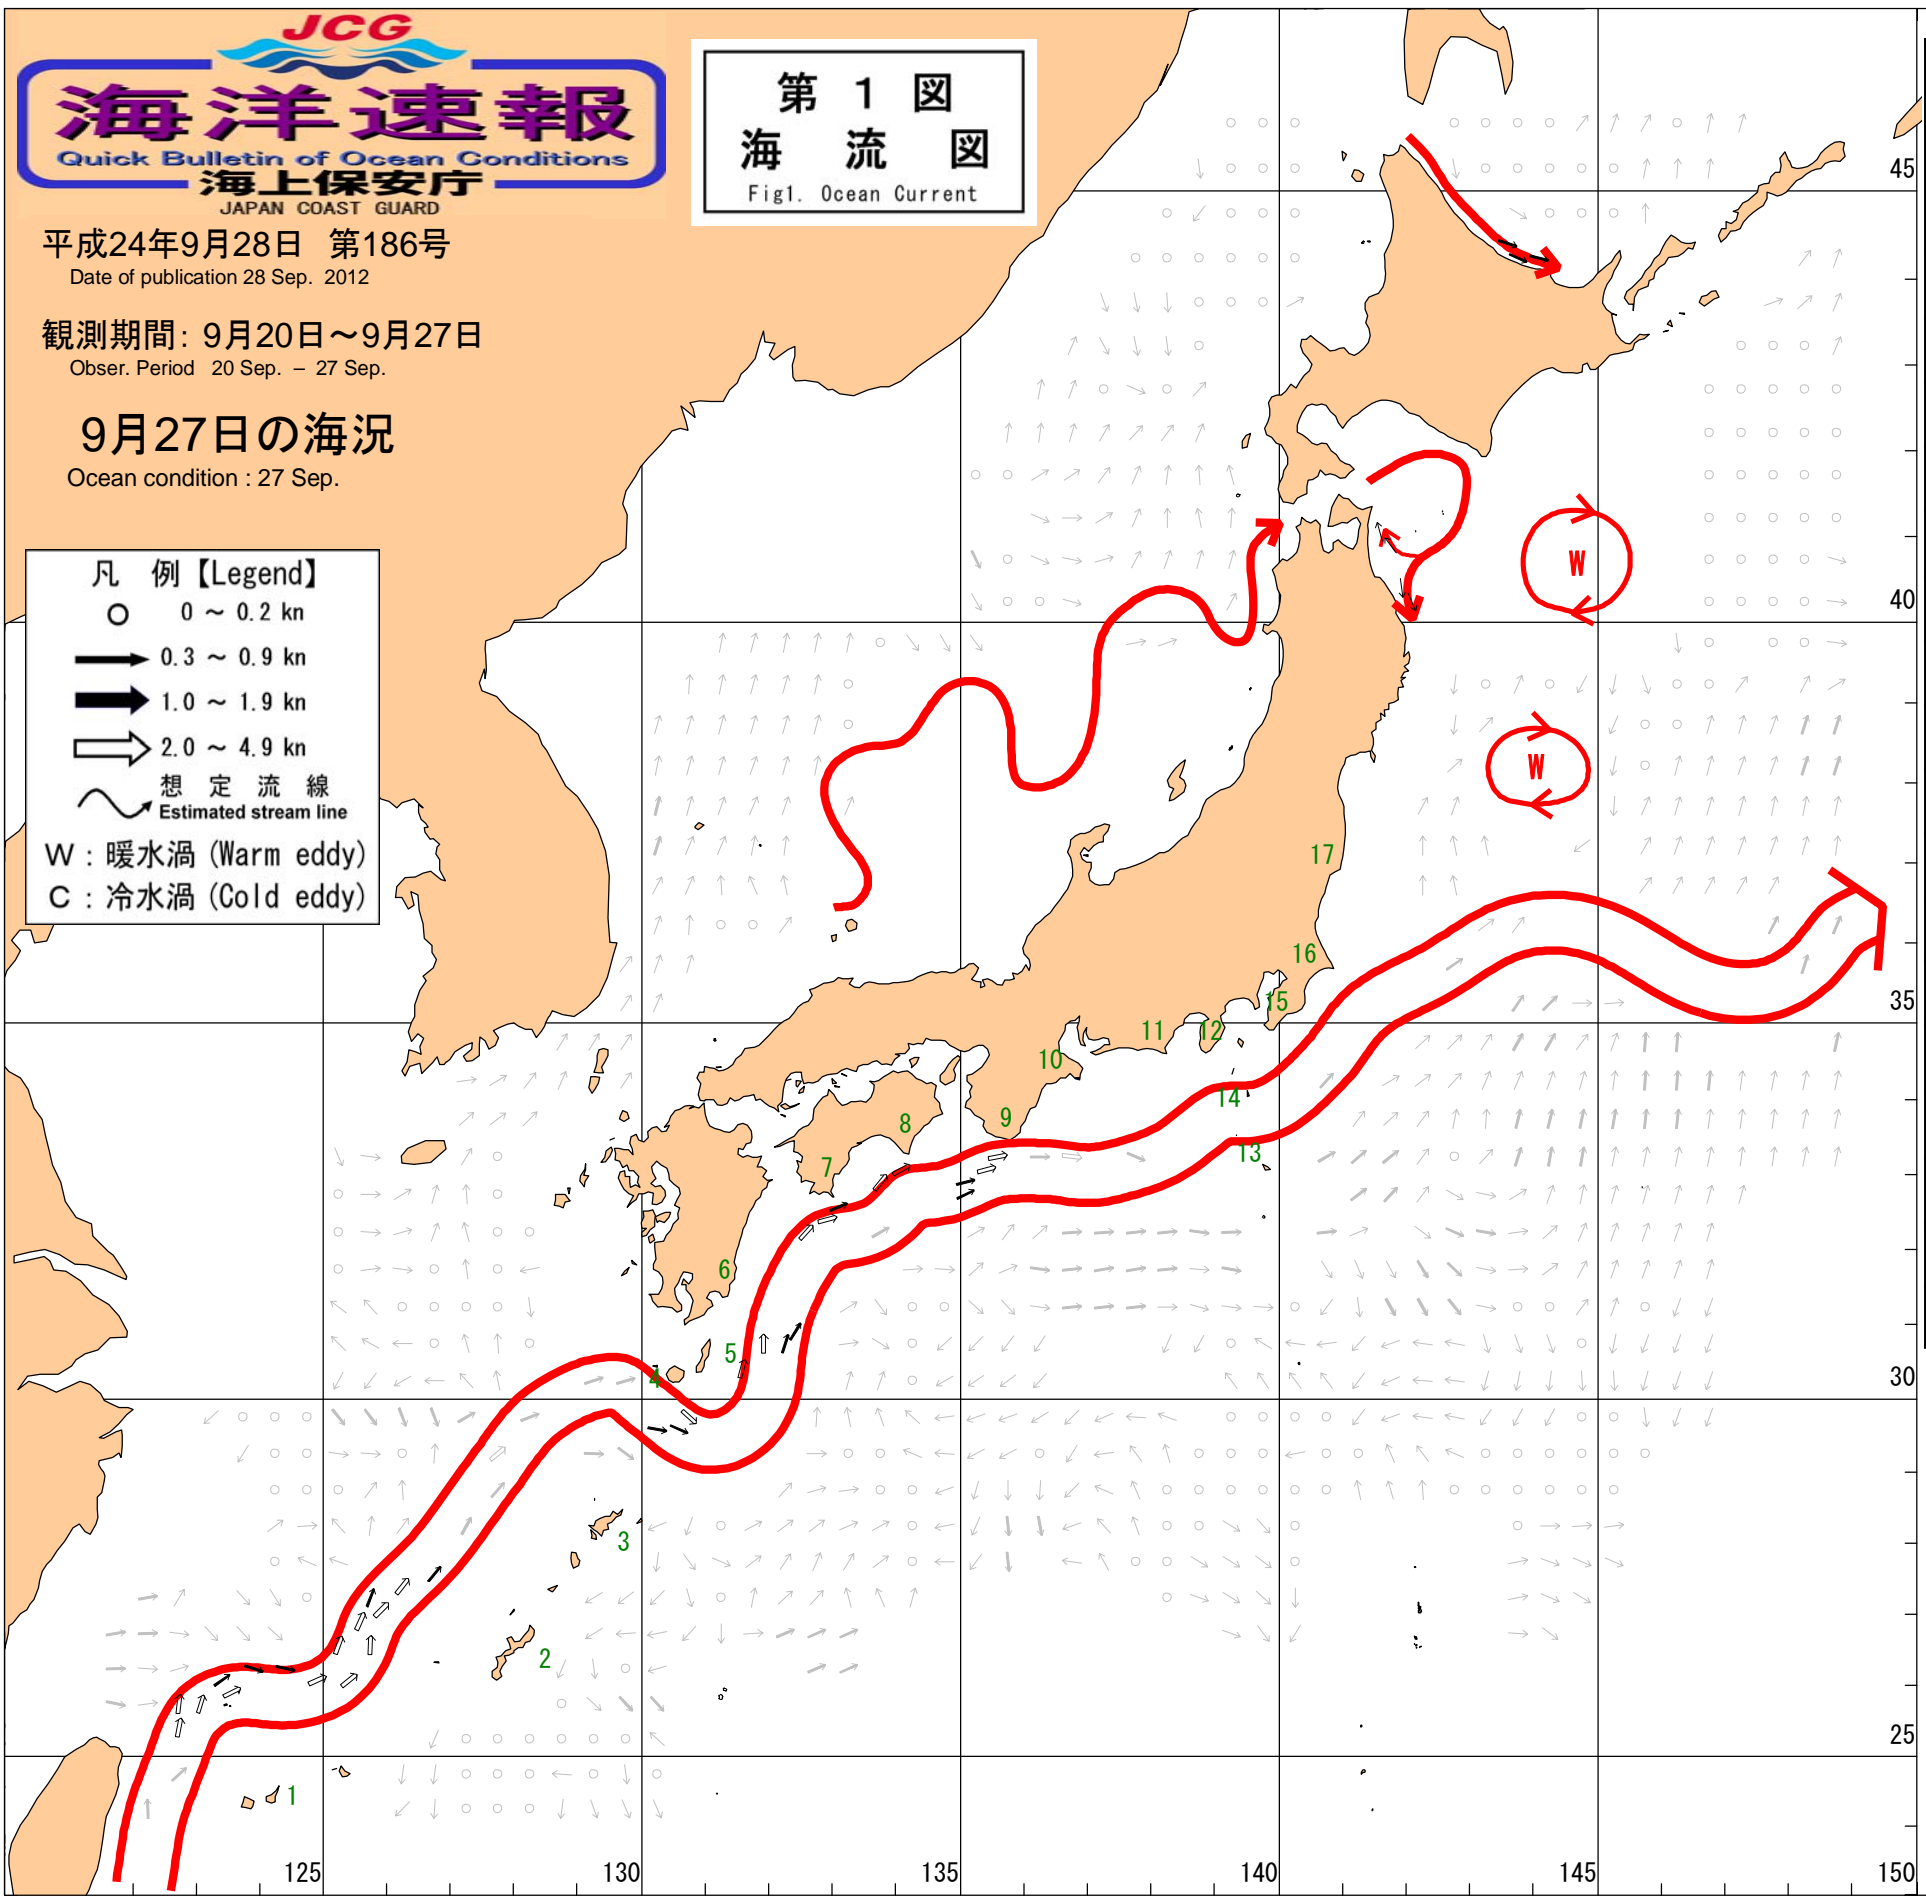 JCG
海洋速報
Quick Bulletin of Ocean Conditions
海上保安庁
JAPAN COAST GUARD
平成24年9月28日 第186号
Date of publication 28 Sep. 2012
観測期間: 9月20日～9月27日
Obser. Period 20 Sep. – 27 Sep.
9月27日の海況
Ocean condition : 27 Sep.
第 1 図
海 流 図
Fig1. Ocean Current
凡 例【Legend】
0 ～ 0.2 kn
0.3 ～ 0.9 kn
1.0 ～ 1.9 kn
2.0 ～ 4.9 kn
想 定 流 線
Estimated stream line
W : 暖水渦 (Warm eddy)
C : 冷水渦 (Cold eddy)
45
W
40
W
17
16
15
35
12
11
10
14
9
8
13
7
6
5
4
30
3
2
25
1
125
130
135
140
145
150